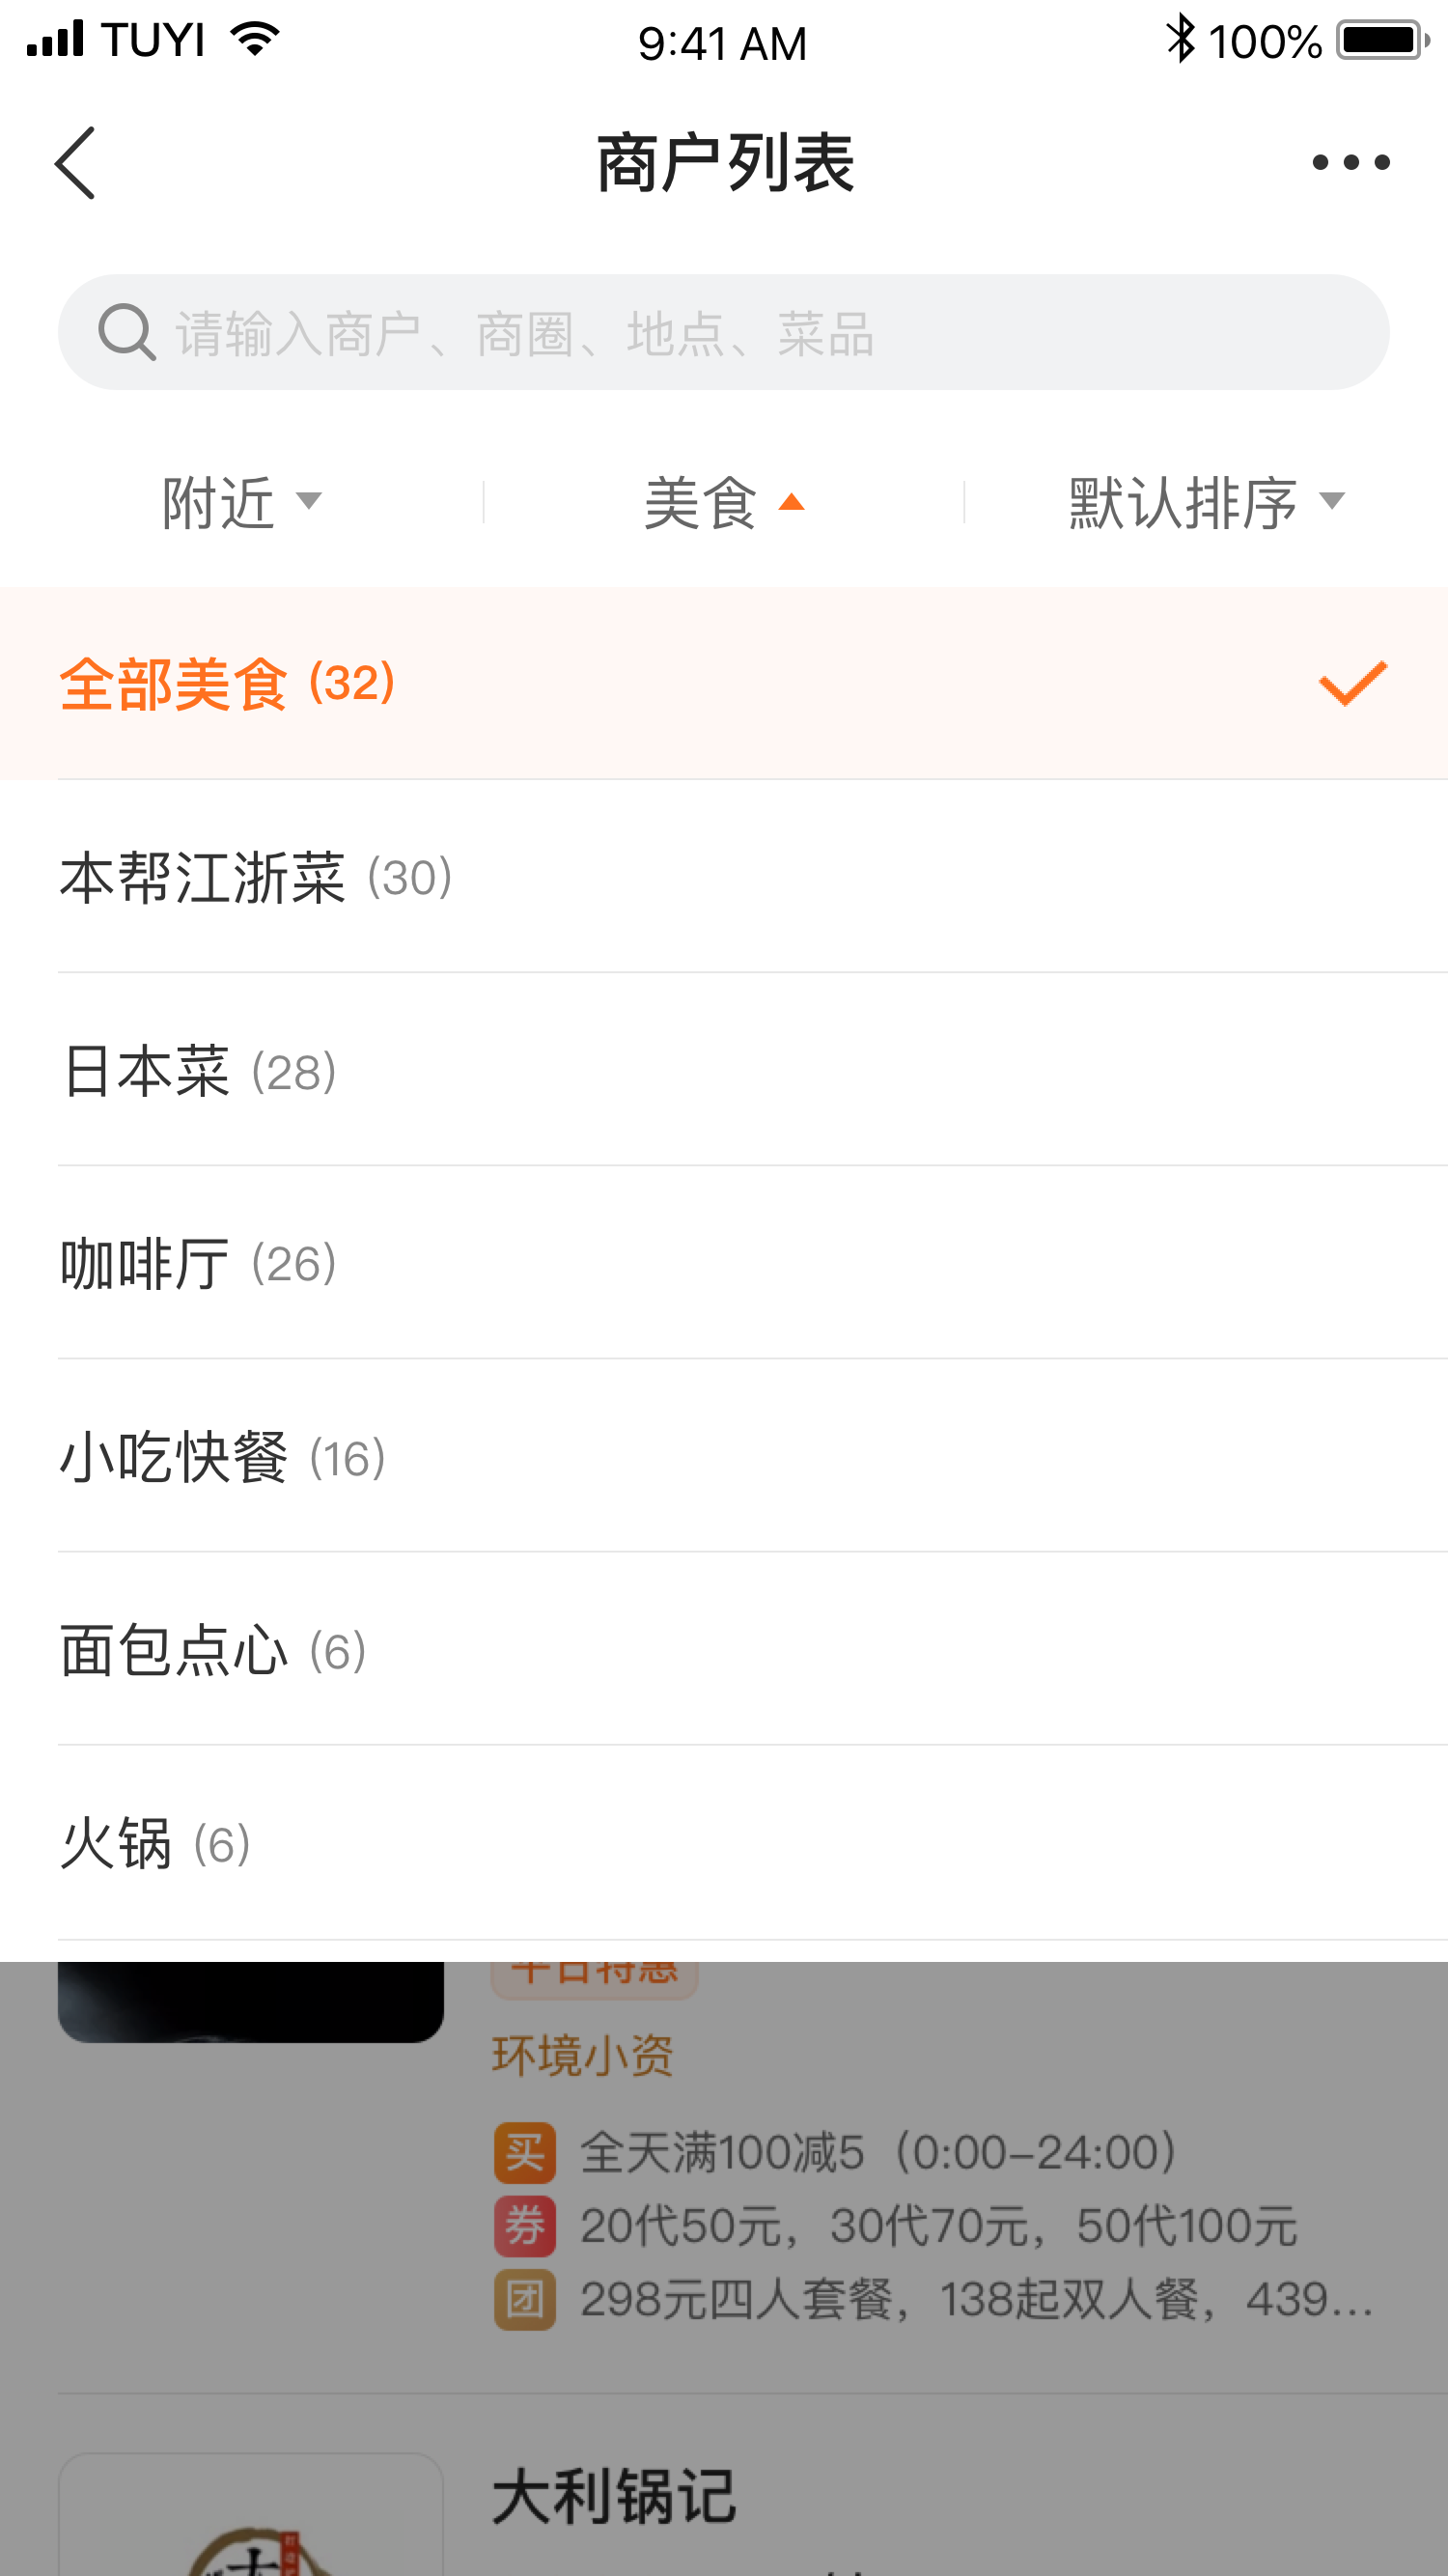 TUYI 9:41 AM 100%
商户列表
请输入商户、商圈、地点、菜品
附近 美食 默认排序
全部美食 (32)
本帮江浙菜 (30)
日本菜 (28)
咖啡厅 (26)
小吃快餐 (16)
面包点心 (6)
火锅 (6)
平日特惠
环境小资
买 全天满100减5（0:00-24:00）
券 20代50元，30代70元，50代100元
团 298元四人套餐，138起双人餐，439...
大利锅记